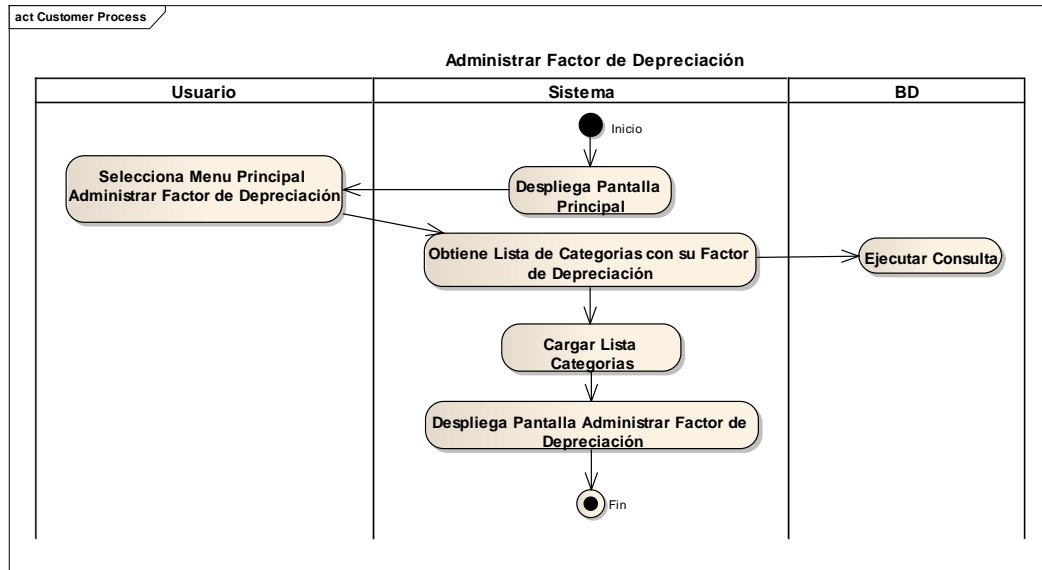 act Customer Process
Administrar Factor de Depreciación
Usuario
Sistema
BD
Inicio
Selecciona Menu Principal
Administrar Factor de Depreciación
Despliega Pantalla
Principal
Obtiene Lista de Categorias con su Factor
de Depreciación
Ejecutar Consulta
Cargar Lista
Categorias
Despliega Pantalla Administrar Factor de
Depreciación
Fin